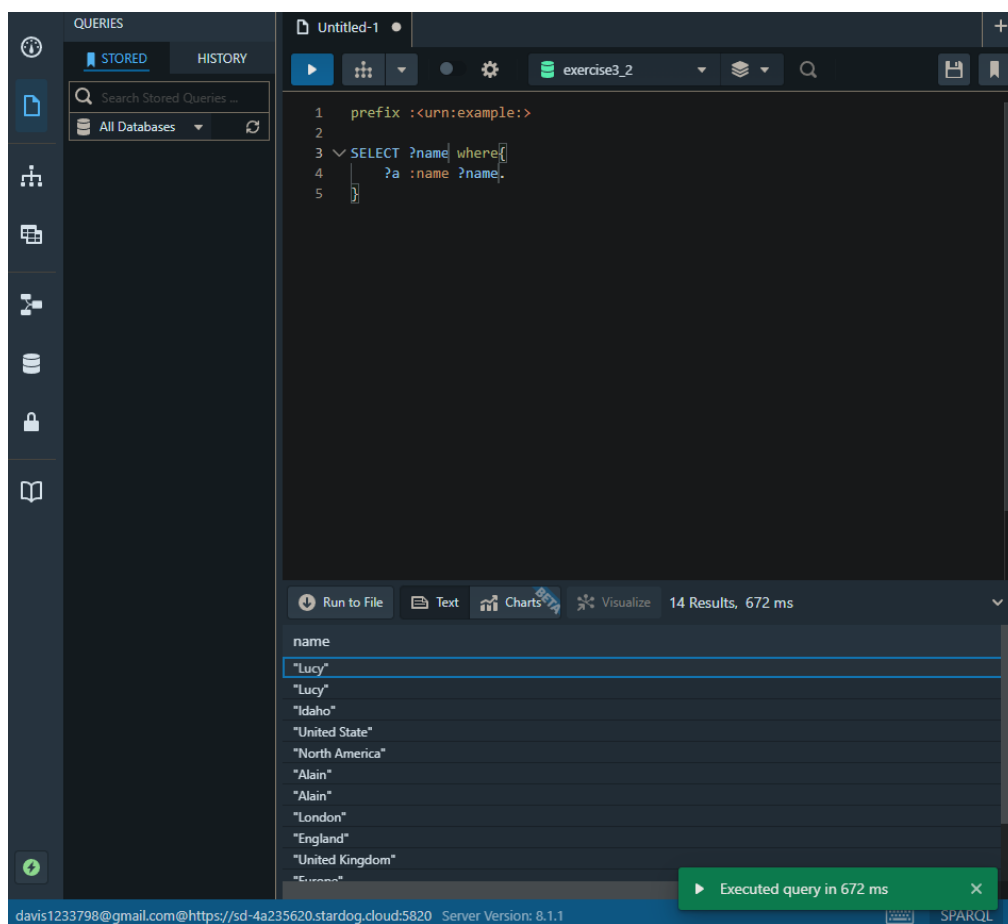 QUERIES
STORED
HISTORY
Search Stored Queries ...
All Databases
Untitled-1
exercise3_2
1 prefix :<urn:example:>
2
3 SELECT ?name where{
4 ?a :name ?name.
5 }
Run to File
Text
Charts
BETA
Visualize
14 Results, 672 ms
name
"Lucy"
"Lucy"
"Idaho"
"United State"
"North America"
"Alain"
"Alain"
"London"
"England"
"United Kingdom"
"Europe"
Executed query in 672 ms
davis1233798@gmail.com@https://sd-4a235620.stardog.cloud:5820 Server Version: 8.1.1
SPARQL